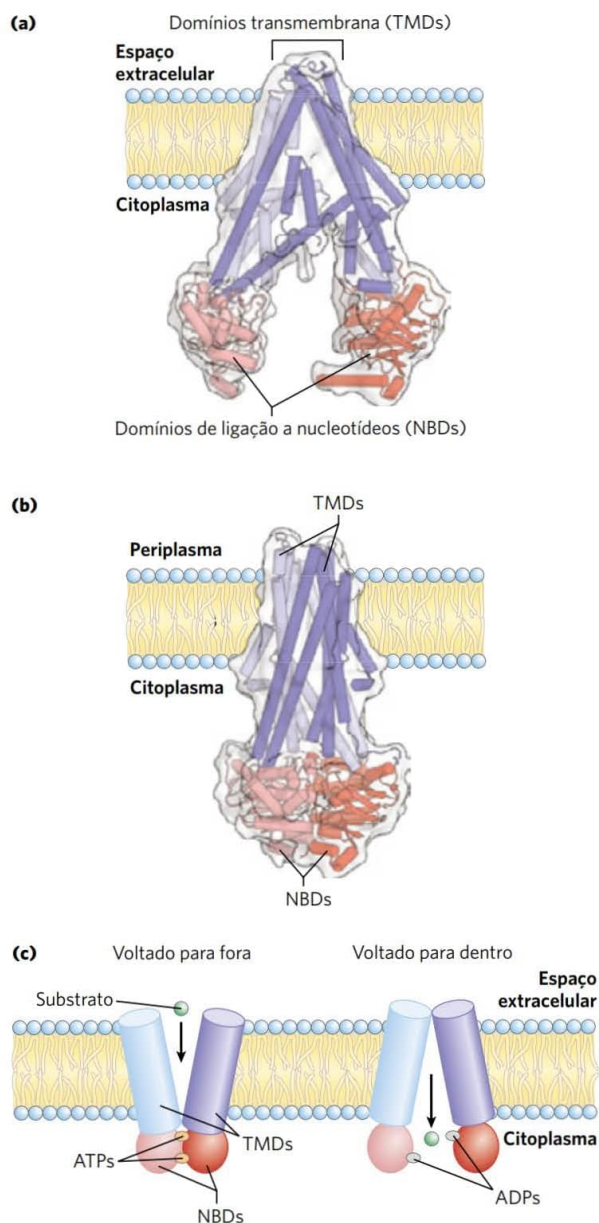 (a)
Domínios transmembrana (TMDs)
Espaço
extracelular
Citoplasma
Domínios de ligação a nucleotídeos (NBDs)
(b)
TMDs
Periplasma
Citoplasma
NBDs
(c)
Voltado para fora
Voltado para dentro
Substrato
Espaço
extracelular
TMDs
Citoplasma
ATPs
NBDs
ADPs